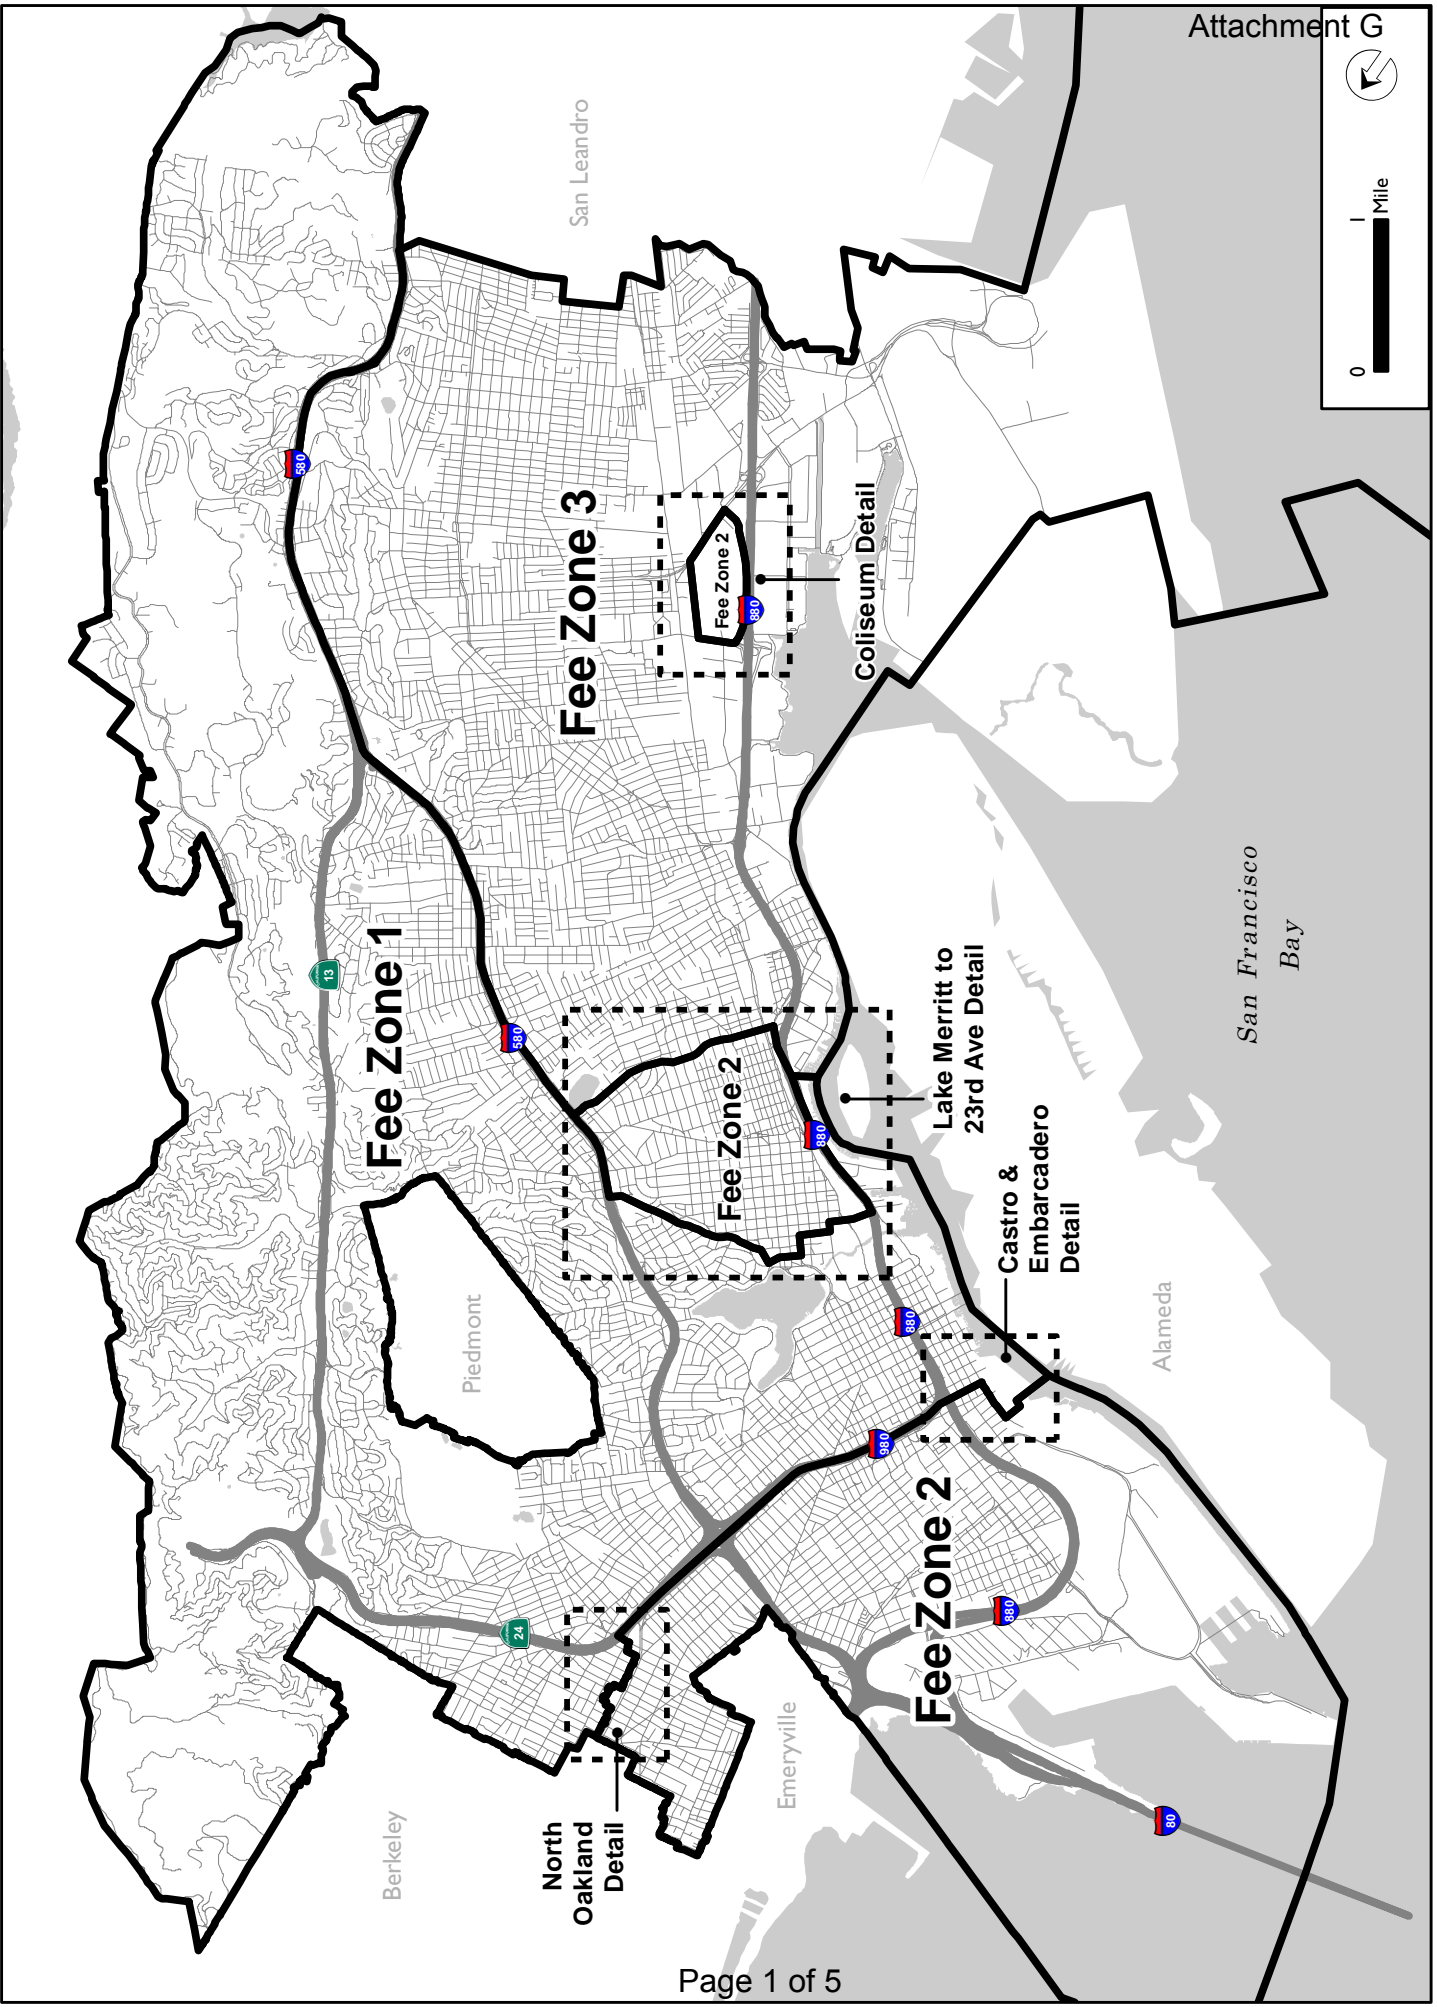 Attachment G
0
1
Mile
San Leandro
580
Fee Zone 3
Fee Zone 2
880
Coliseum Detail
13
Fee Zone 1
580
Fee Zone 2
880
Lake Merritt to
23rd Ave Detail
San Francisco
Bay
Castro &
Embarcadero
Detail
Piedmont
880
Alameda
980
Fee Zone 2
24
880
Emeryville
80
Berkeley
North
Oakland
Detail
Page 1 of 5